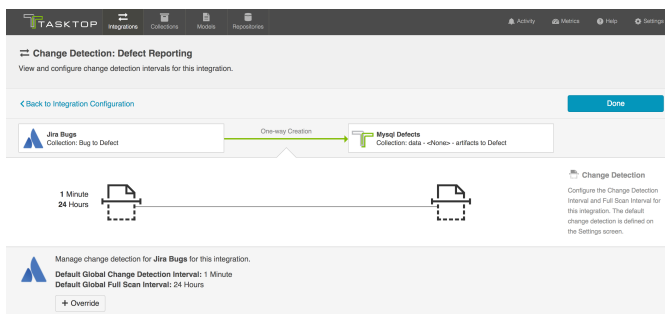 TASKTOP
Integrations
Collections
Models
Repositories
Activity
Metrics
Help
Settings
Change Detection: Defect Reporting
View and configure change detection intervals for this integration.
Back to Integration Configuration
Done
Jira Bugs
Collection: Bug to Defect
One-way Creation
Mysql Defects
Collection: data - <None> - artifacts to Defect
1 Minute
24 Hours
Change Detection
Configure the Change Detection
Interval and Full Scan Interval for
this integration. The default
change detection is defined on
the Settings screen.
Manage change detection for Jira Bugs for this integration.
Default Global Change Detection Interval: 1 Minute
Default Global Full Scan Interval: 24 Hours
+ Override